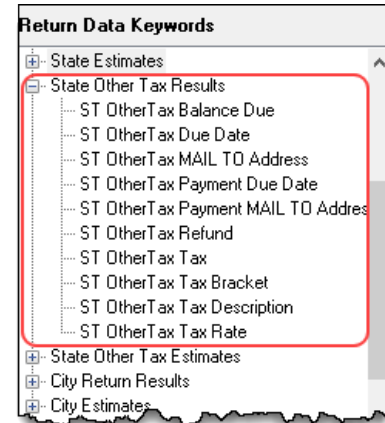 Return Data Keywords
State Estimates
State Other Tax Results
ST OtherTax Balance Due
ST OtherTax Due Date
ST OtherTax MAIL TO Address
ST OtherTax Payment Due Date
ST OtherTax Payment MAIL TO Addres
ST OtherTax Refund
ST OtherTax Tax
ST OtherTax Tax Bracket
ST OtherTax Tax Description
ST OtherTax Tax Rate
State Other Tax Estimates
City Return Results
City Estimates